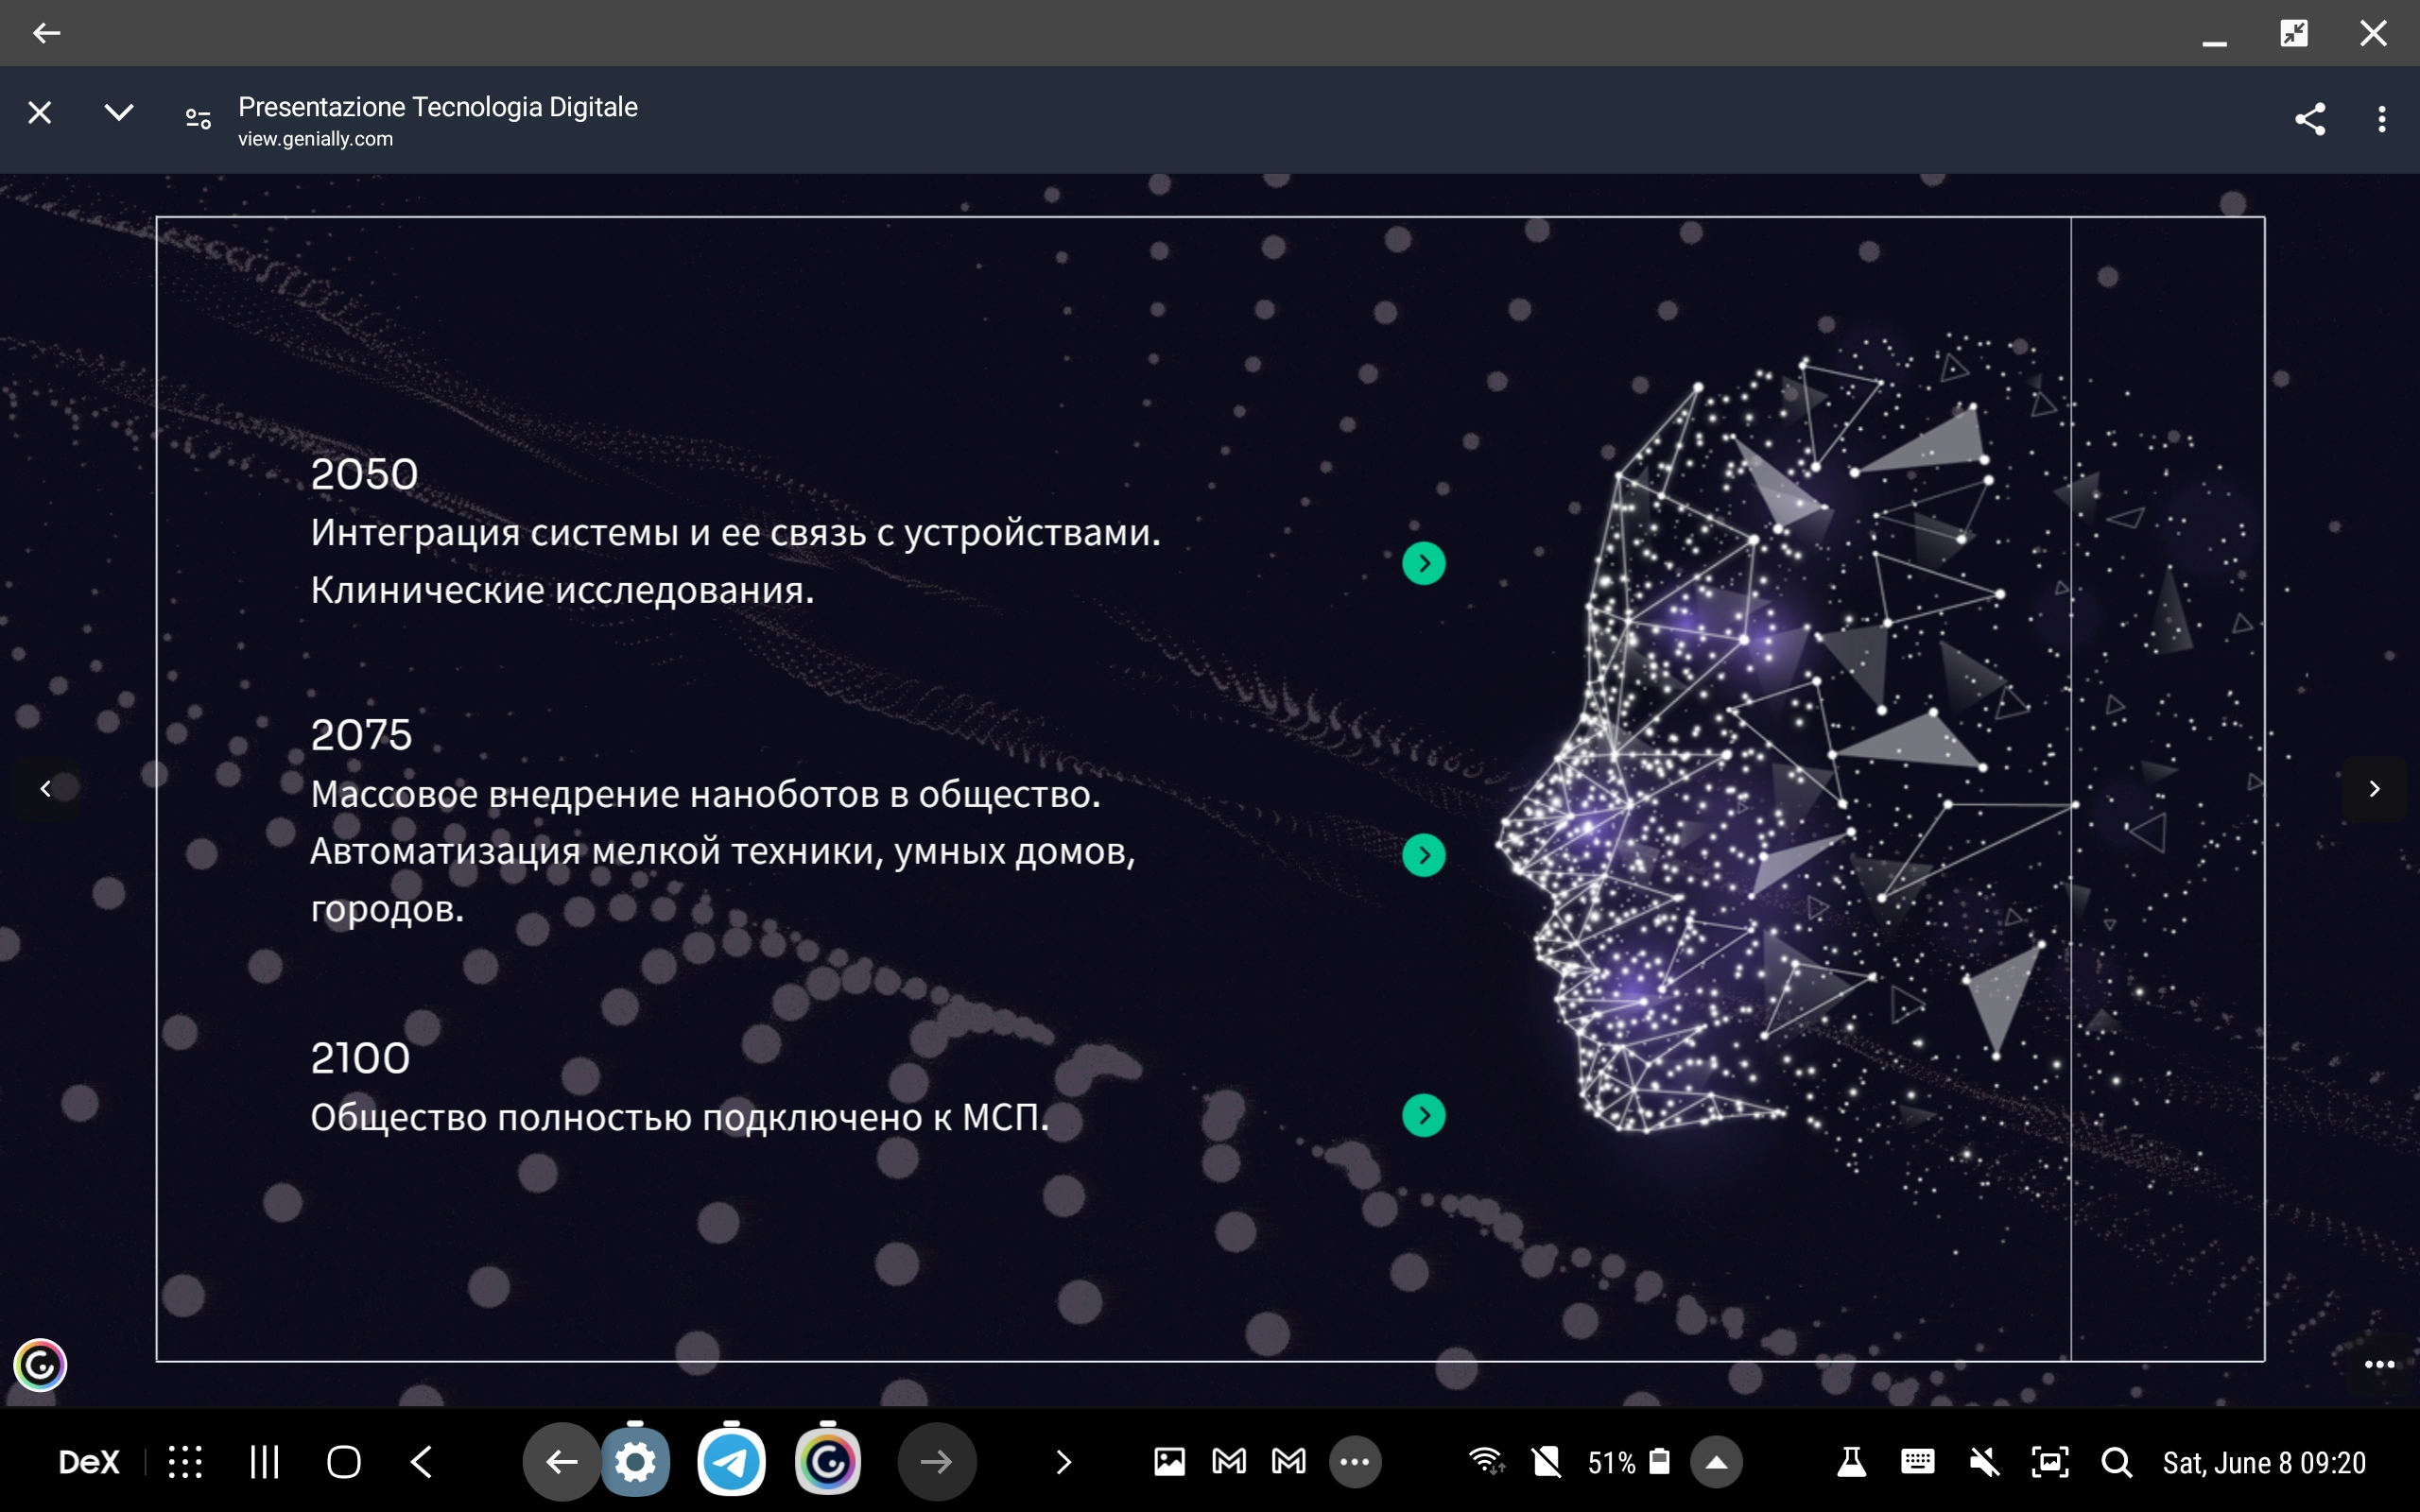 Presentazione Tecnologia Digitale
view.genially.com
2050
Интеграция системы и ее связь с устройствами.
Клинические исследования.
2075
Массовое внедрение наноботов в общество.
Автоматизация мелкой техники, умных домов,
городов.
2100
Общество полностью подключено к МСП.
DeX
51%
Sat, June 8 09:20